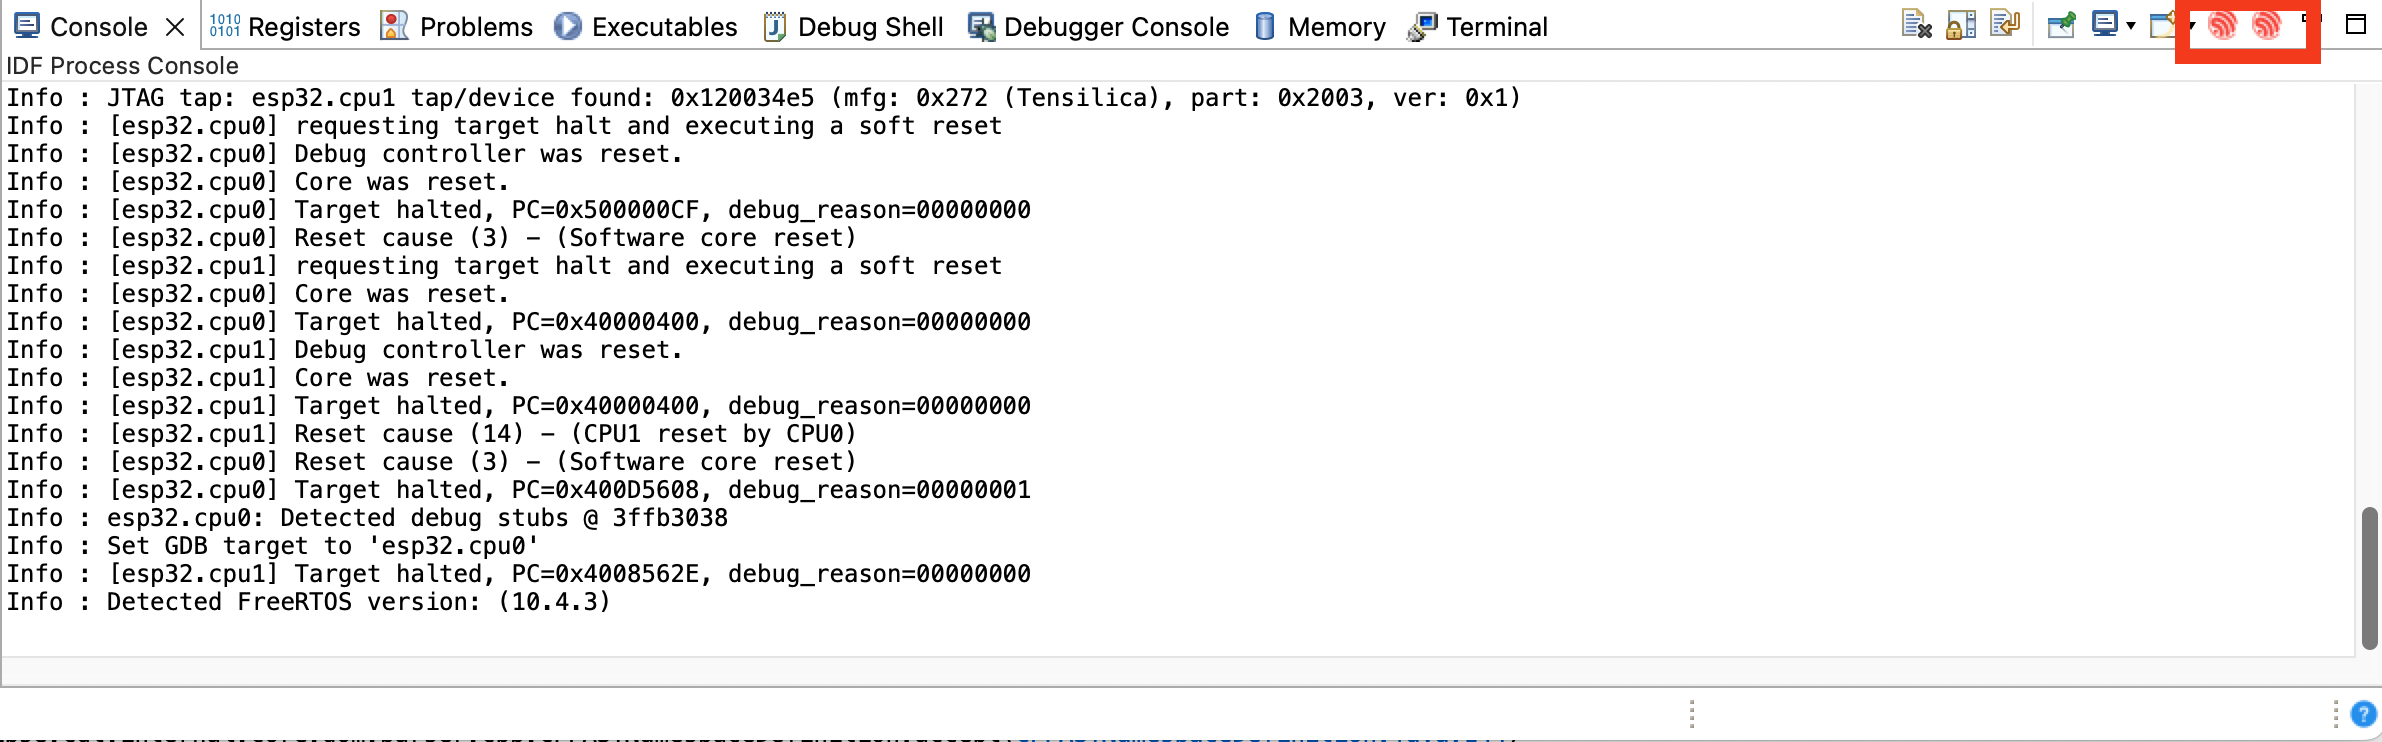 Console Registers Problems Executables Debug Shell Debugger Console Memory Terminal
IDF Process Console
Info : JTAG tap: esp32.cpu1 tap/device found: 0x120034e5 (mfg: 0x272 (Tensilica), part: 0x2003, ver: 0x1)
Info : [esp32.cpu0] requesting target halt and executing a soft reset
Info : [esp32.cpu0] Debug controller was reset.
Info : [esp32.cpu0] Core was reset.
Info : [esp32.cpu0] Target halted, PC=0x500000CF, debug_reason=00000000
Info : [esp32.cpu0] Reset cause (3) - (Software core reset)
Info : [esp32.cpu1] requesting target halt and executing a soft reset
Info : [esp32.cpu0] Core was reset.
Info : [esp32.cpu0] Target halted, PC=0x40000400, debug_reason=00000000
Info : [esp32.cpu1] Debug controller was reset.
Info : [esp32.cpu1] Core was reset.
Info : [esp32.cpu1] Target halted, PC=0x40000400, debug_reason=00000000
Info : [esp32.cpu1] Reset cause (14) - (CPU1 reset by CPU0)
Info : [esp32.cpu0] Reset cause (3) - (Software core reset)
Info : [esp32.cpu0] Target halted, PC=0x400D5608, debug_reason=00000001
Info : esp32.cpu0: Detected debug stubs @ 3ffb3038
Info : Set GDB target to 'esp32.cpu0'
Info : [esp32.cpu1] Target halted, PC=0x4008562E, debug_reason=00000000
Info : Detected FreeRTOS version: (10.4.3)